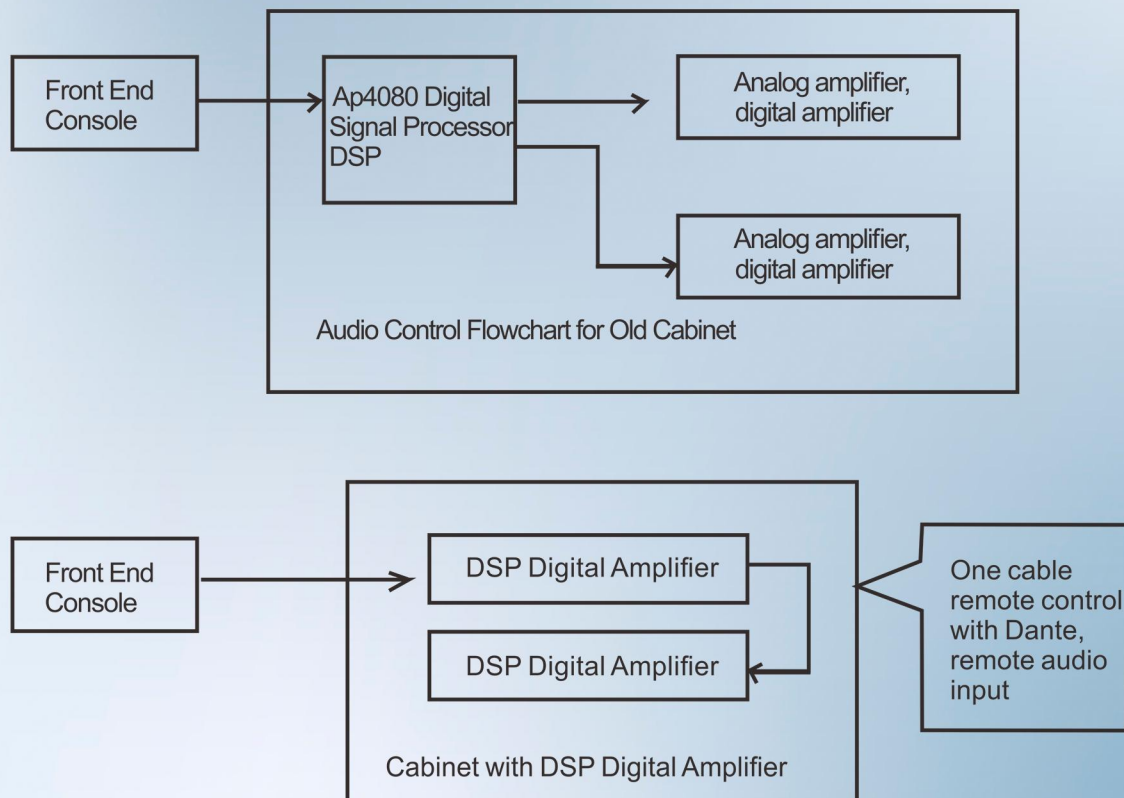 Front End
Console
Ap4080 Digital
Signal Processor
DSP
Analog amplifier,
digital amplifier
Analog amplifier,
digital amplifier
Audio Control Flowchart for Old Cabinet
Front End
Console
DSP Digital Amplifier
DSP Digital Amplifier
One cable
remote control
with Dante,
remote audio
input
Cabinet with DSP Digital Amplifier